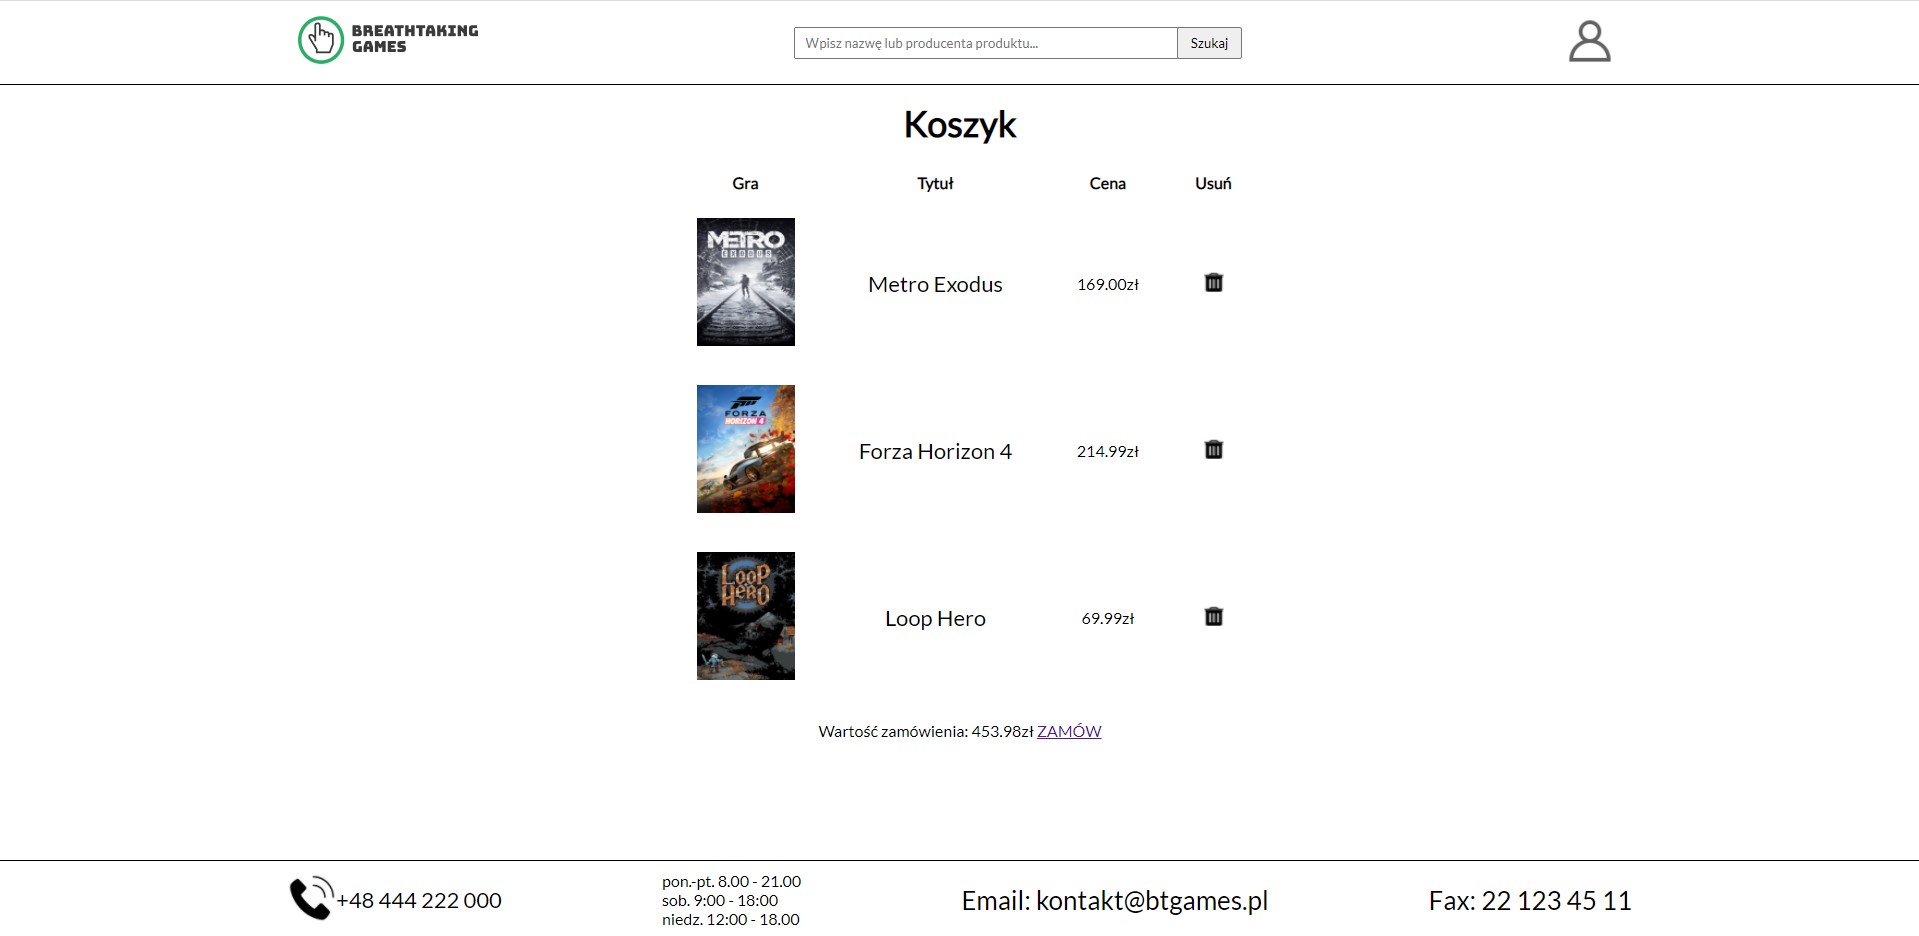 BREATHTAKING
GAMES
Wpisz nazwę lub producenta produktu...
Szukaj
Koszyk
Gra Tytuł Cena Usuń
METRO
EXODUS
Metro Exodus 169.00zł
FORZA
HORIZON 4
Forza Horizon 4 214.99zł
LOOP
HERO
Loop Hero 69.99zł
Wartość zamówienia: 453.98zł ZAMÓW
+48 444 222 000
pon.-pt. 8.00 - 21.00
sob. 9:00 - 18:00
niedz. 12:00 - 18.00
Email: kontakt@btgames.pl
Fax: 22 123 45 11